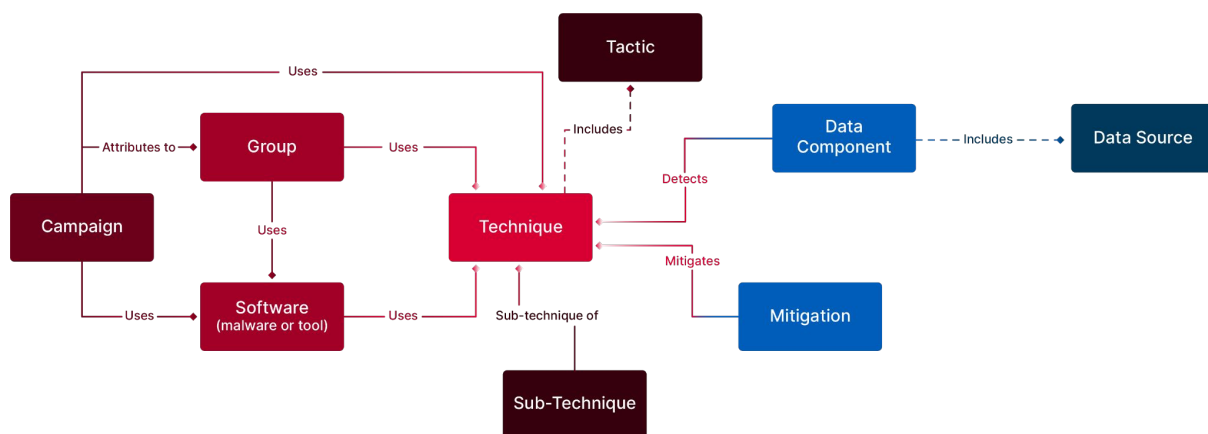 Tactic
Uses
Includes
Data
Component
Includes
Data Source
Attributes to
Group
Uses
Detects
Campaign
Technique
Uses
Mitigates
Uses
Software
(malware or tool)
Uses
Sub-technique of
Mitigation
Sub-Technique